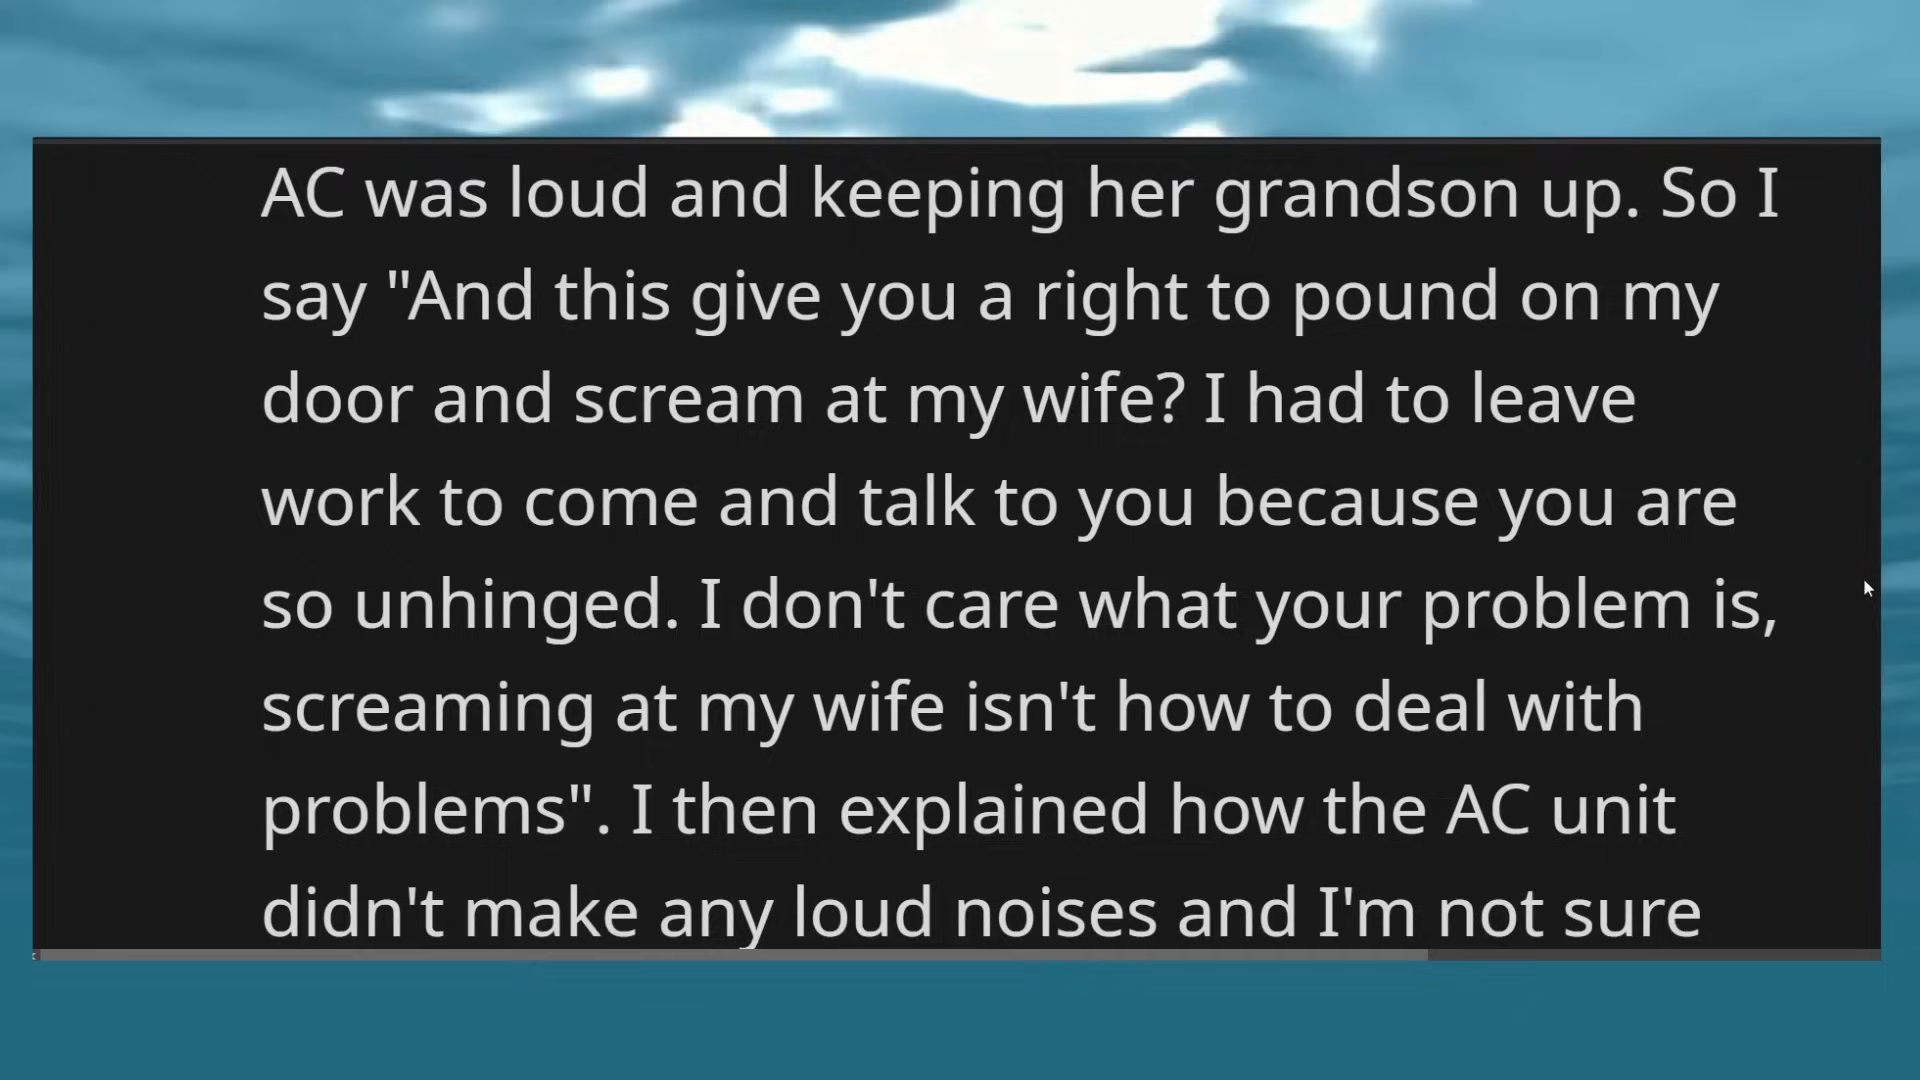 AC was loud and keeping her grandson up. So I
say "And this give you a right to pound on my
door and scream at my wife? I had to leave
work to come and talk to you because you are
so unhinged. I don't care what your problem is,
screaming at my wife isn't how to deal with
problems". I then explained how the AC unit
didn't make any loud noises and I'm not sure